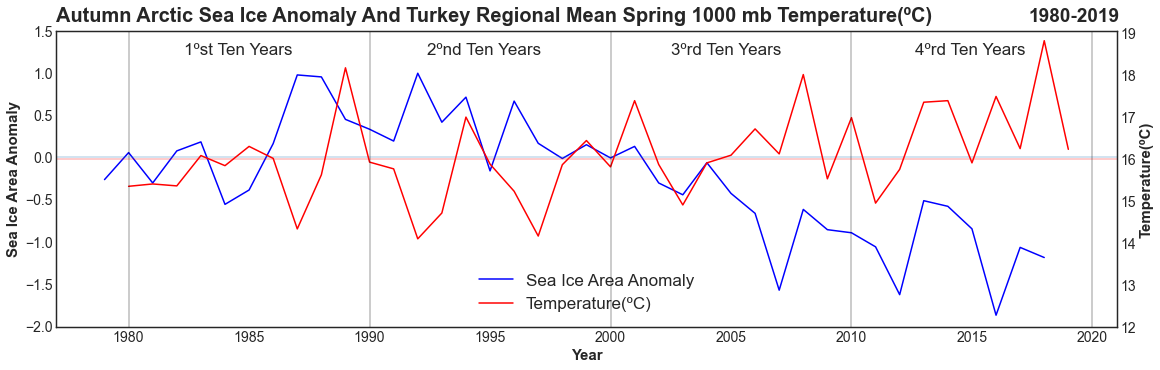 Autumn Arctic Sea Ice Anomaly And Turkey Regional Mean Spring 1000 mb Temperature(ºC) 1980-2019
1ºst Ten Years 2ºnd Ten Years 3ºrd Ten Years 4ºrd Ten Years
Sea Ice Area Anomaly
1.5
1.0
0.5
0.0
−0.5
−1.0
−1.5
−2.0
Sea Ice Area Anomaly
Temperature(ºC)
19
18
17
16
15
14
13
12
Temperature(ºC)
1980 1985 1990 1995 2000 2005 2010 2015 2020
Year